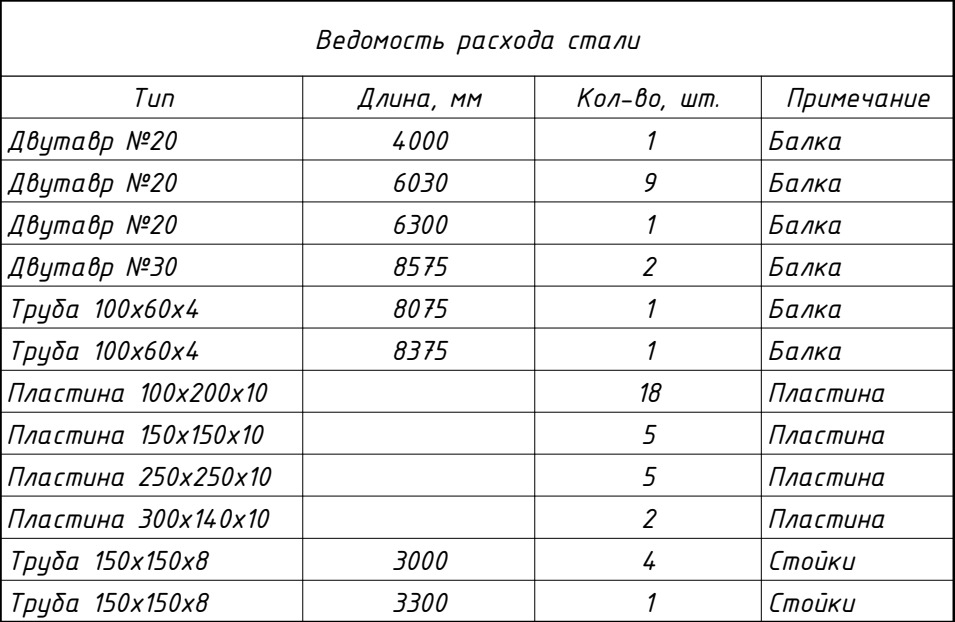 Ведомость расхода стали
Тип Длина, мм Кол-во, шт. Примечание
Двутавр №20 4000 1 Балка
Двутавр №20 6030 9 Балка
Двутавр №20 6300 1 Балка
Двутавр №30 8575 2 Балка
Труба 100х60х4 8075 1 Балка
Труба 100х60х4 8375 1 Балка
Пластина 100х200х10 18 Пластина
Пластина 150х150х10 5 Пластина
Пластина 250х250х10 5 Пластина
Пластина 300х140х10 2 Пластина
Труба 150х150х8 3000 4 Стойки
Труба 150х150х8 3300 1 Стойки